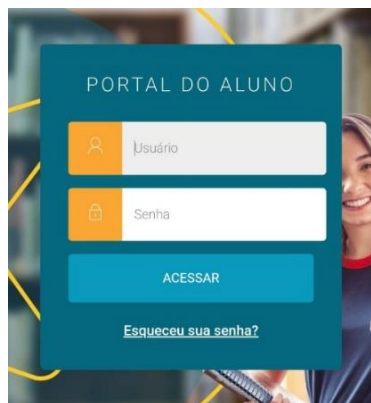 PORTAL DO ALUNO
Usuário
Senha
ACESSAR
Esqueceu sua senha?